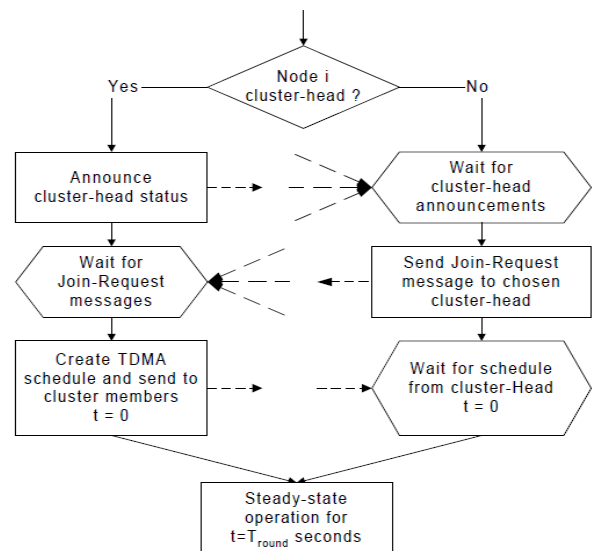 Node i
cluster-head ?
Yes
No
Announce
cluster-head status
Wait for
cluster-head
announcements
Wait for
Join-Request
messages
Send Join-Request
message to chosen
cluster-head
Create TDMA
schedule and send to
cluster members
t = 0
Wait for schedule
from cluster-Head
t = 0
Steady-state
operation for
t=Tround seconds